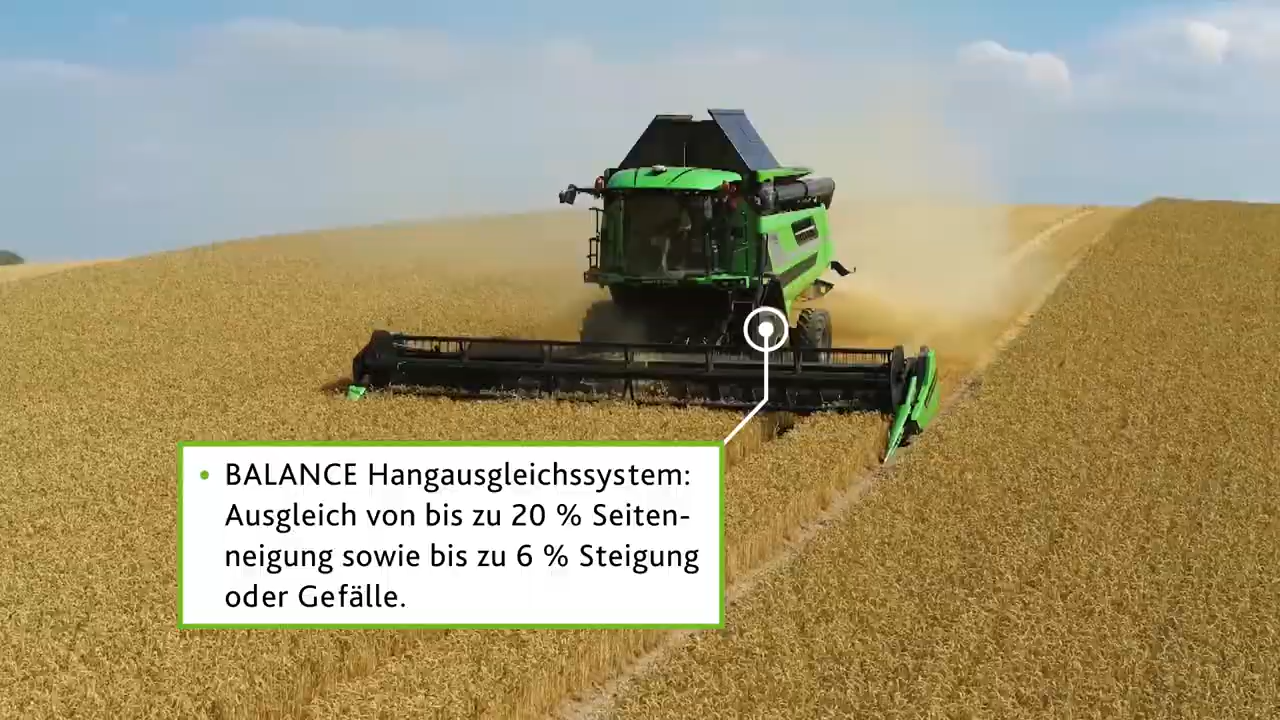 • BALANCE Hangausgleichssystem:
Ausgleich von bis zu 20 % Seiten-
neigung sowie bis zu 6 % Steigung
oder Gefälle.